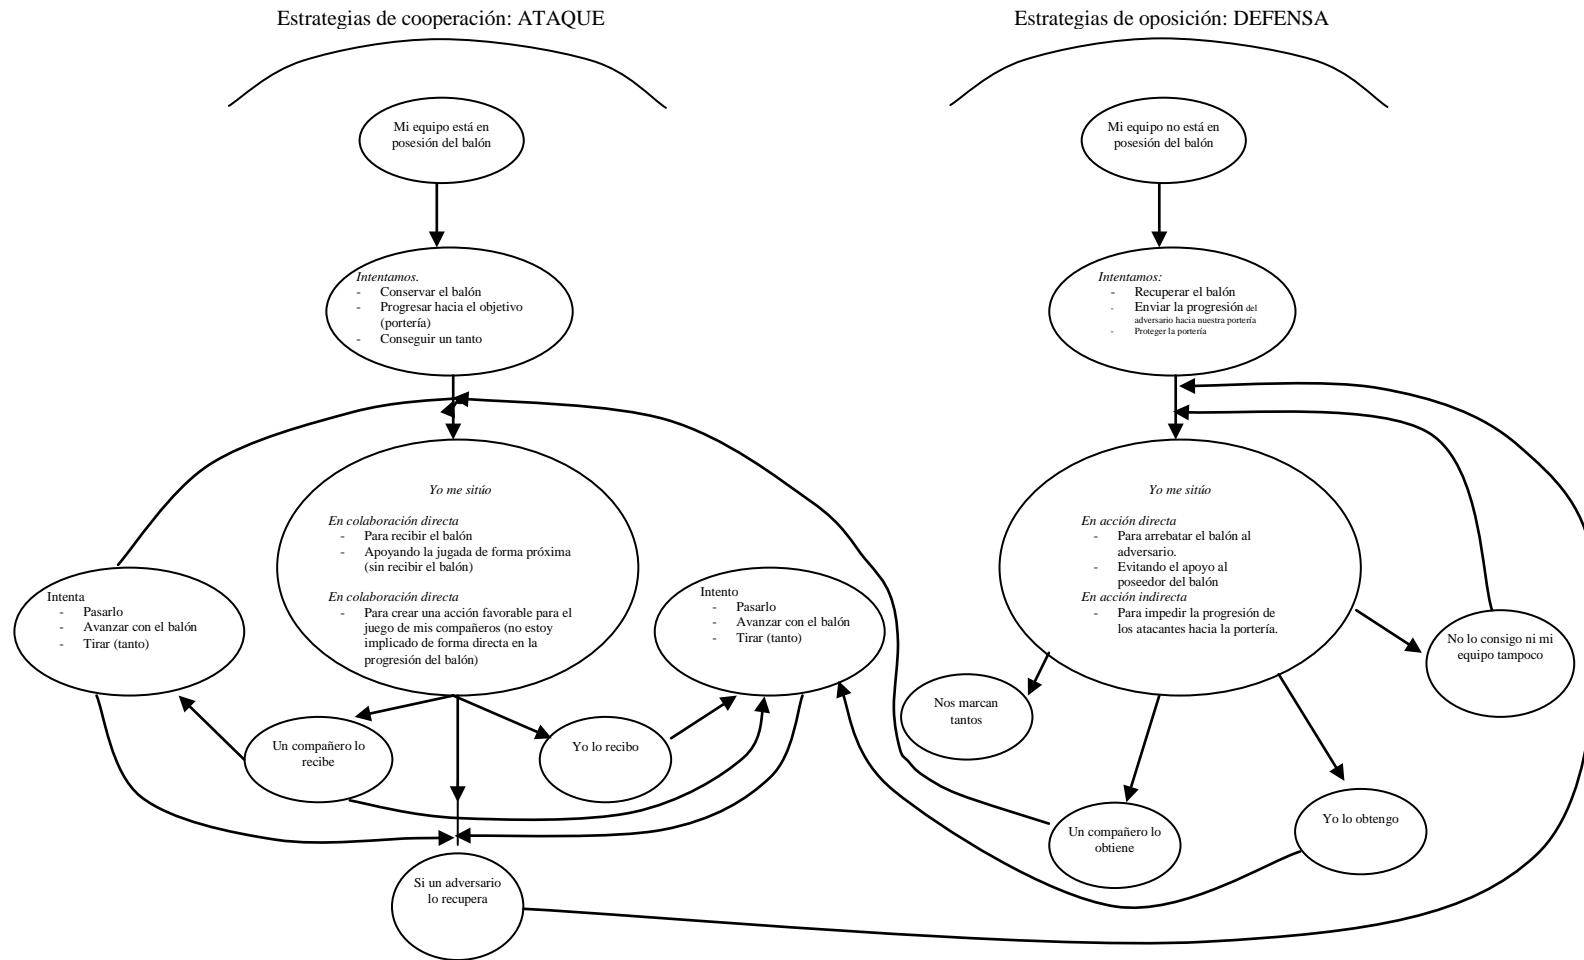 Estrategias de cooperación: ATAQUE
Estrategias de oposición: DEFENSA
Mi equipo está en
posesión del balón
Mi equipo no está en
posesión del balón
Intentamos.
- Conservar el balón
- Progresar hacia el objetivo
(portería)
- Conseguir un tanto
Intentamos:
- Recuperar el balón
- Enviar la progresión del
adversario hacia nuestra portería
- Proteger la portería
Yo me sitúo
En colaboración directa
- Para recibir el balón
- Apoyando la jugada de forma próxima
(sin recibir el balón)
En colaboración directa
- Para crear una acción favorable para el
juego de mis compañeros (no estoy
implicado de forma directa en la
progresión del balón)
Yo me sitúo
En acción directa
- Para arrebatar el balón al
adversario.
- Evitando el apoyo al
poseedor del balón
En acción indirecta
- Para impedir la progresión de
los atacantes hacia la portería.
Intenta
- Pasarlo
- Avanzar con el balón
- Tirar (tanto)
Intento
- Pasarlo
- Avanzar con el balón
- Tirar (tanto)
No lo consigo ni mi
equipo tampoco
Nos marcan
tantos
Un compañero lo
recibe
Yo lo recibo
Un compañero lo
obtiene
Yo lo obtengo
Si un adversario
lo recupera